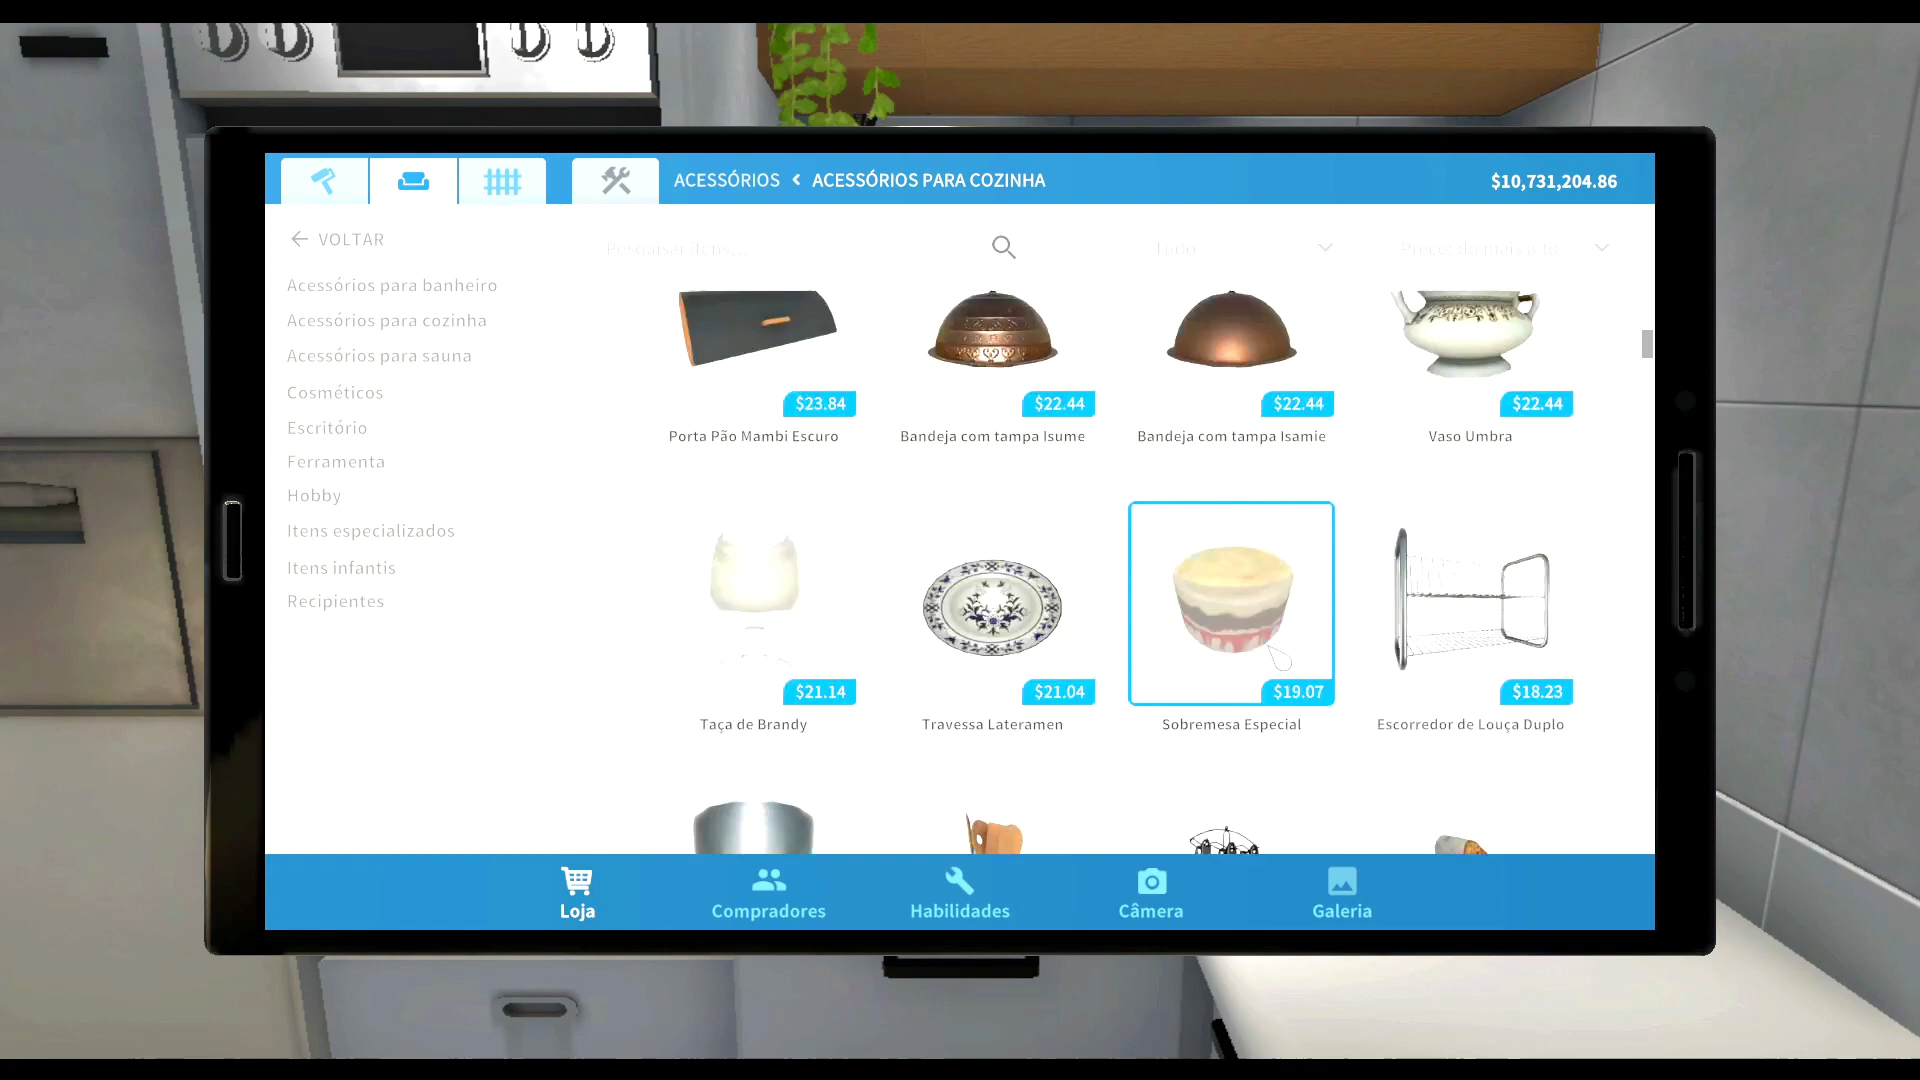 ACESSÓRIOS < ACESSÓRIOS PARA COZINHA
$10,731,204.86
VOLTAR
Pesquisar itens...
Tudo
Acessórios para banheiro
Acessórios para cozinha
Acessórios para sauna
Cosméticos
Escritório
Ferramenta
Hobby
Itens especializados
Itens infantis
Recipientes
$23.84
$22.44
$22.44
$22.44
Porta Pão Mambi Escuro
Bandeja com tampa Isume
Bandeja com tampa Isamie
Vaso Umbra
$21.14
$21.04
$19.07
$18.23
Taça de Brandy
Travessa Lateramen
Sobremesa Especial
Escorredor de Louça Duplo
Loja
Compradores
Habilidades
Câmera
Galeria